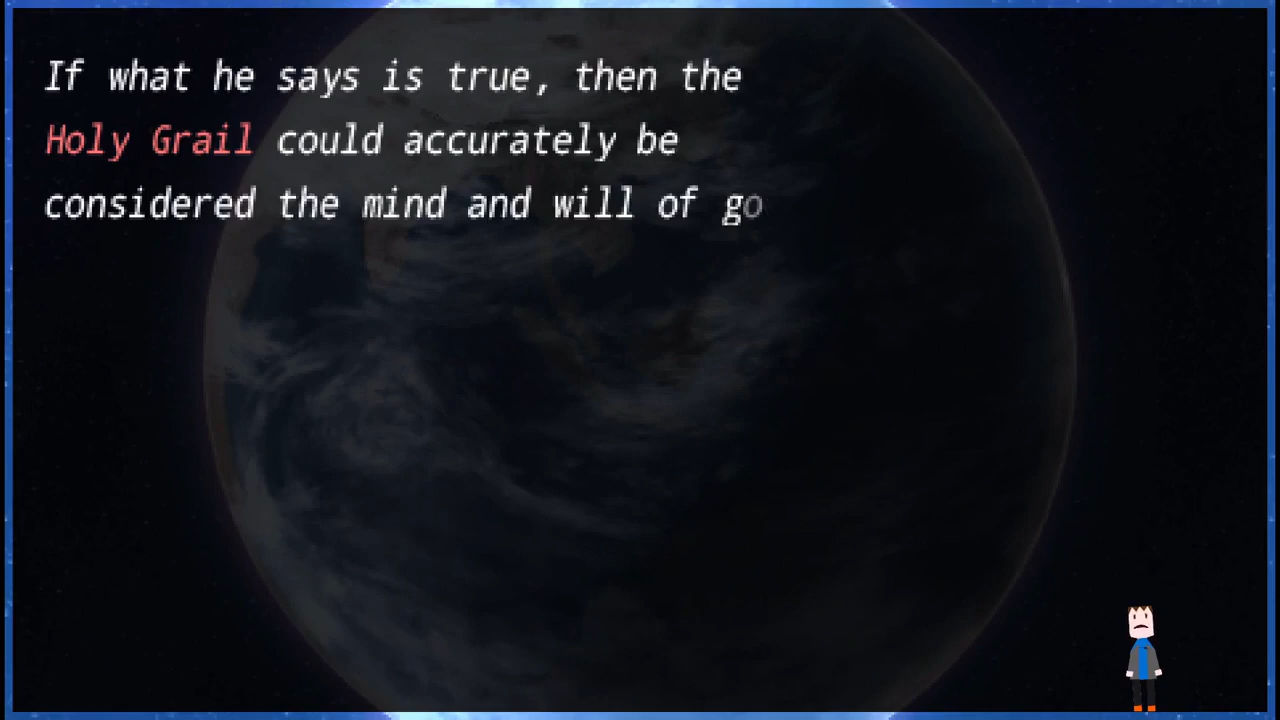 If what he says is true, then the
Holy Grail could accurately be
considered the mind and will of go